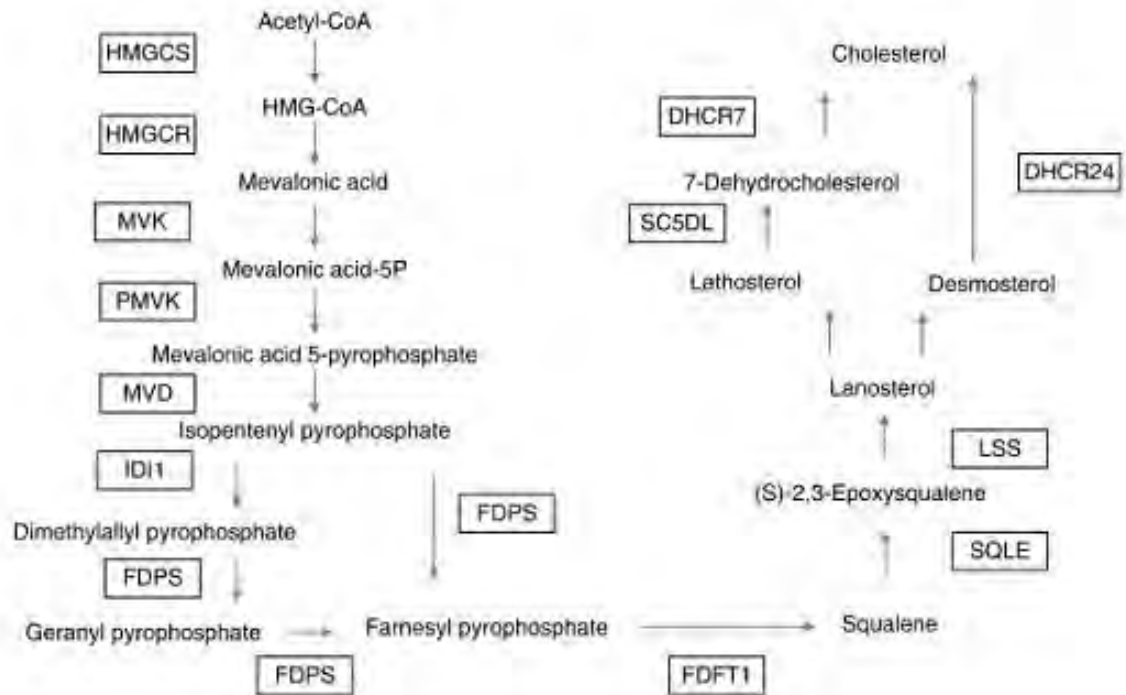 Acetyl-CoA
HMGCS
HMG-CoA
HMGCR
Mevalonic acid
MVK
Mevalonic acid-5P
PMVK
Mevalonic acid 5-pyrophosphate
MVD
Isopentenyl pyrophosphate
IDI1
FDPS
Dimethylallyl pyrophosphate
FDPS
Geranyl pyrophosphate
FDPS
Farnesyl pyrophosphate
FDFT1
Squalene
SQLE
(S)-2,3-Epoxysqualene
LSS
Lanosterol
Lathosterol
Desmosterol
SC5DL
7-Dehydrocholesterol
DHCR7
DHCR24
Cholesterol